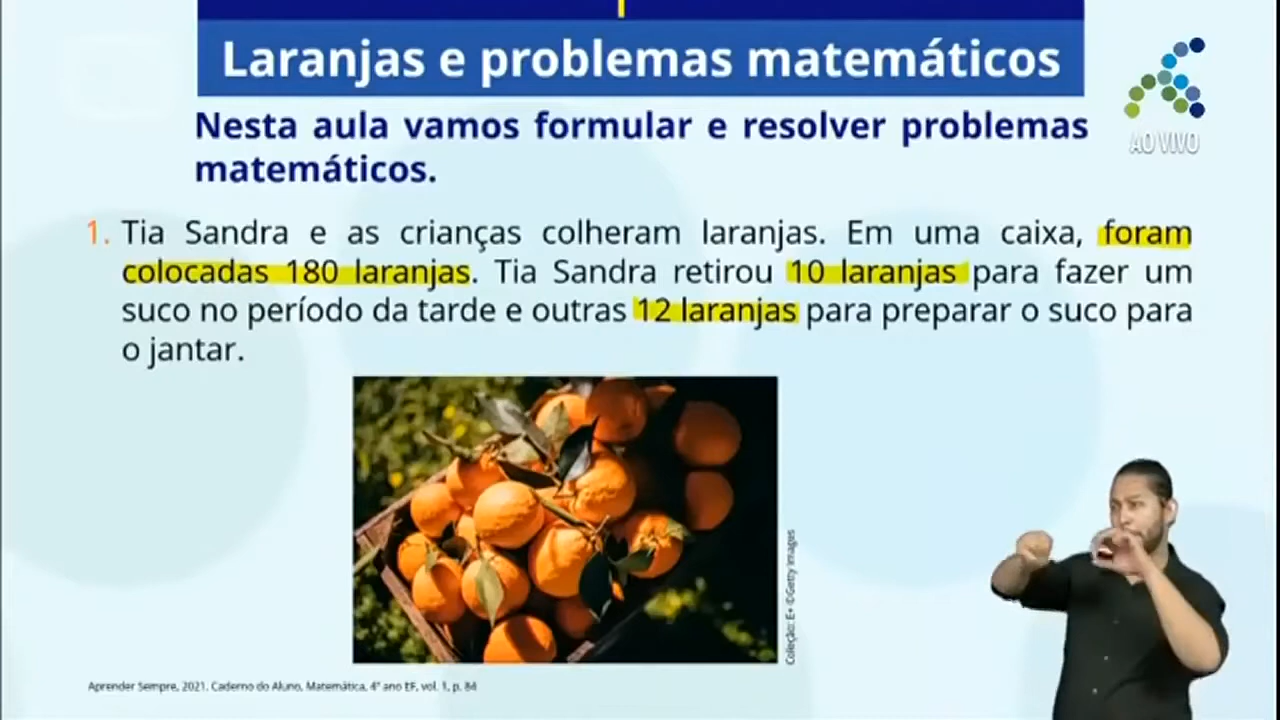 Laranjas e problemas matemáticos
AO VIVO
Nesta aula vamos formular e resolver problemas
matemáticos.
1. Tia Sandra e as crianças colheram laranjas. Em uma caixa, foram
colocadas 180 laranjas. Tia Sandra retirou 10 laranjas para fazer um
suco no período da tarde e outras 12 laranjas para preparar o suco para
o jantar.
Coleção: E+ ©Getty Images
Aprender Sempre, 2021. Caderno do Aluno, Matemática, 4º ano EF, vol. 1, p. 84